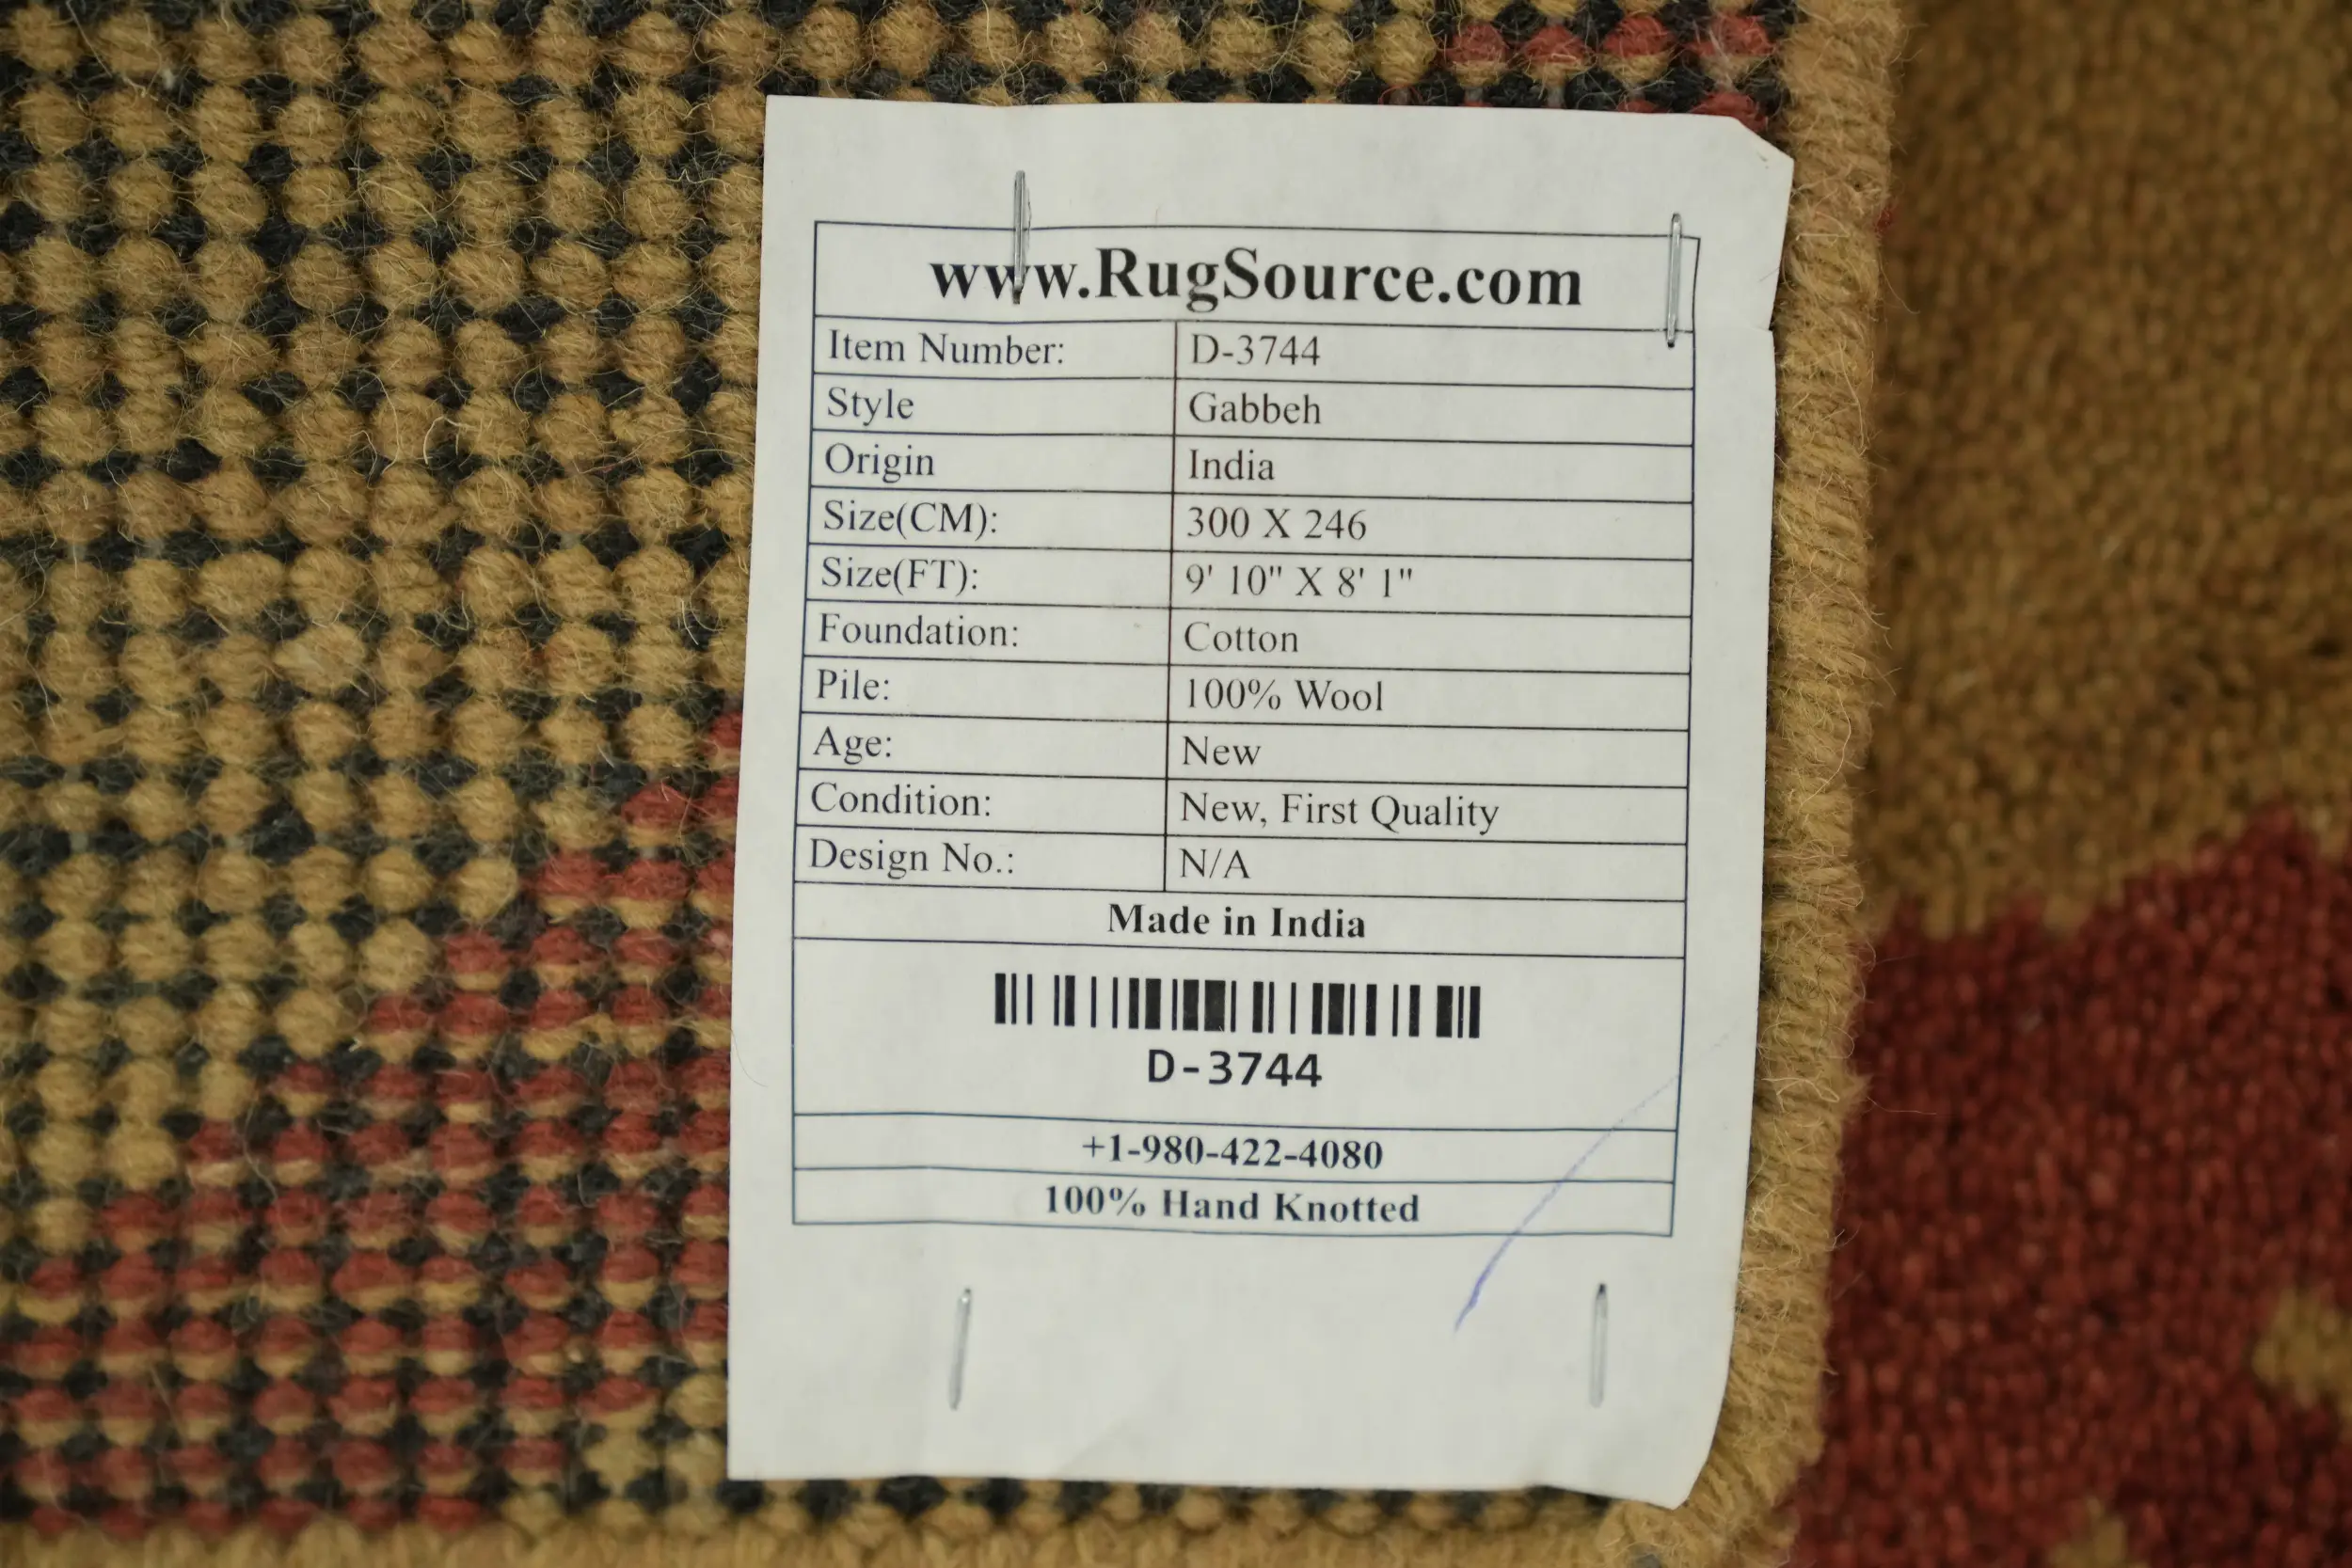 www.RugSource.com
Item Number: D-3744
Style Gabbeh
Origin India
Size(CM): 300 X 246
Size(FT): 9' 10" X 8' 1"
Foundation: Cotton
Pile: 100% Wool
Age: New
Condition: New, First Quality
Design No.: N/A
Made in India
D-3744
+1-980-422-4080
100% Hand Knotted